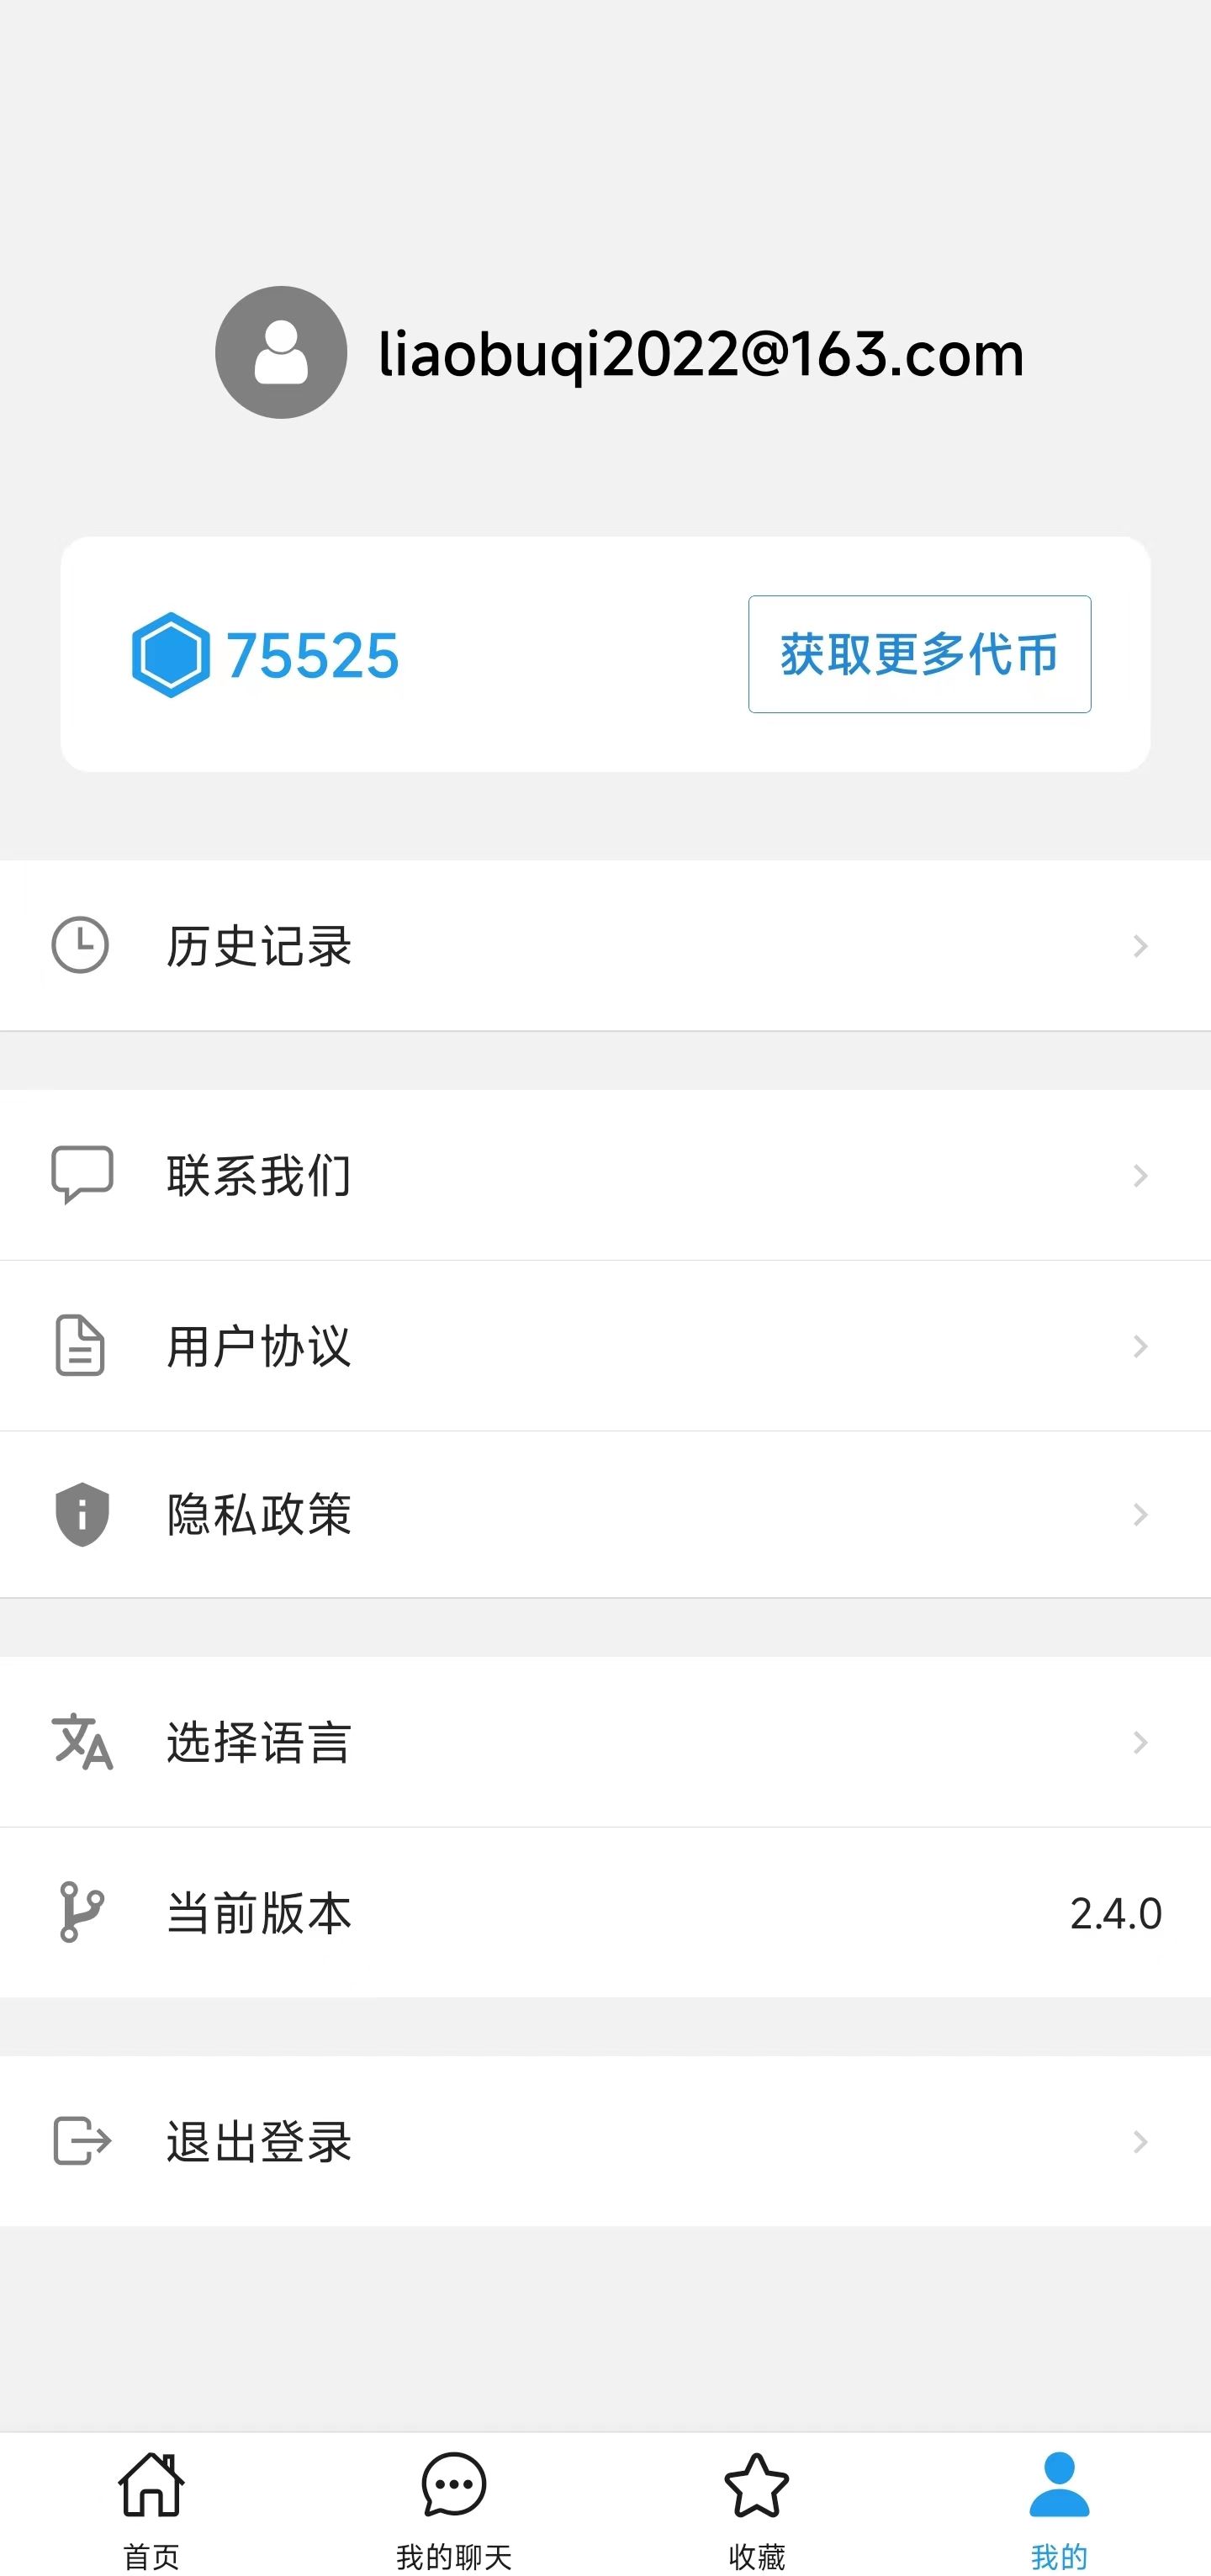 liaobuqi2022@163.com
75525
获取更多代币
历史记录
联系我们
用户协议
隐私政策
选择语言
当前版本
2.4.0
退出登录
首页
我的聊天
收藏
我的